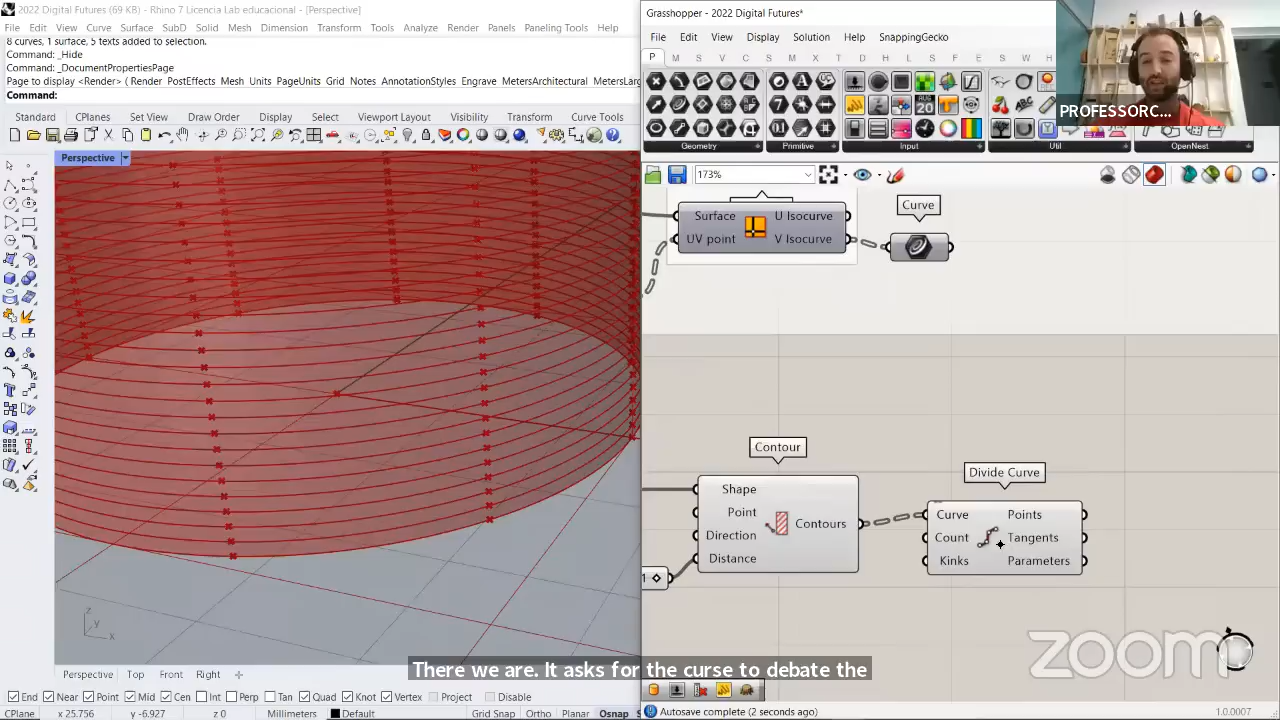 2022 Digital Futures (69 KB) - Rhino 7 Licencia Lab educacional - [Perspective]
File Edit View Curve Surface SubD Solid Mesh Dimension Transform Tools Analyze Render Panels Paneling Tools Help
8 curves, 1 surface, 5 texts added to selection.
Command: _Hide
Command: _DocumentPropertiesPage
Page to display <Render> ( Render PostEffects Mesh Units PageUnits Grid Notes AnnotationStyles Engrave MetersArchitectural MetersLarg
Command:
Standard CPlanes Set View Display Select Viewport Layout Visibility Transform Curve Tools
Perspective
z
y
x
Perspective Top Front Right
End Near Point Mid Cen Int Perp Tan Quad Knot Vertex Project Disable
CPlane x 25.756 y -6.927 z 0 Millimeters Default Grid Snap Ortho Planar Osnap
Grasshopper - 2022 Digital Futures*
File Edit View Display Solution Help SnappingGecko
P M S V C S
Geometry Primitive Input Util OpenNest
PROFESSORC...
173%
Surface U Isocurve
UV point V Isocurve
Curve
Contour
Shape
Point
Direction
Distance
Contours
1
Divide Curve
Curve Points
Count Tangents
Kinks Parameters
zoom
There we are. It asks for the curse to debate the
Autosave complete (2 seconds ago)
1.0.0007